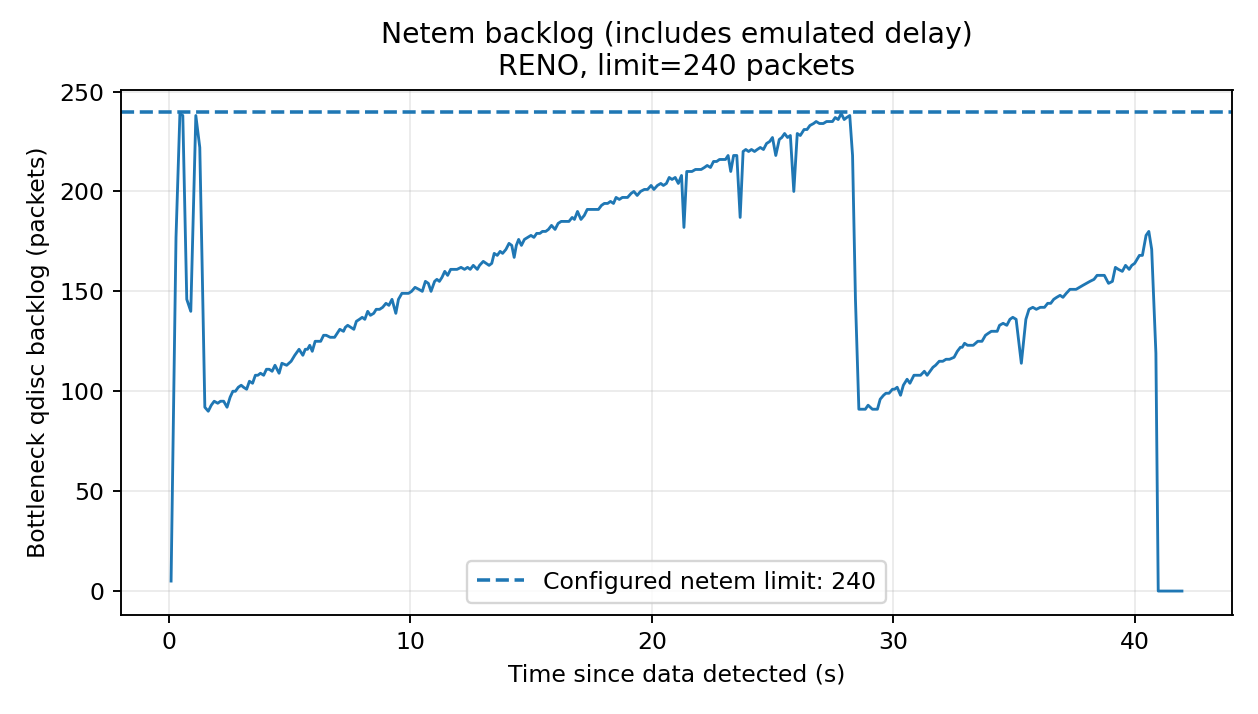 Netem backlog (includes emulated delay)
RENO, limit=240 packets
Bottleneck qdisc backlog (packets)
250
200
150
100
50
0
Configured netem limit: 240
0 10 20 30 40
Time since data detected (s)